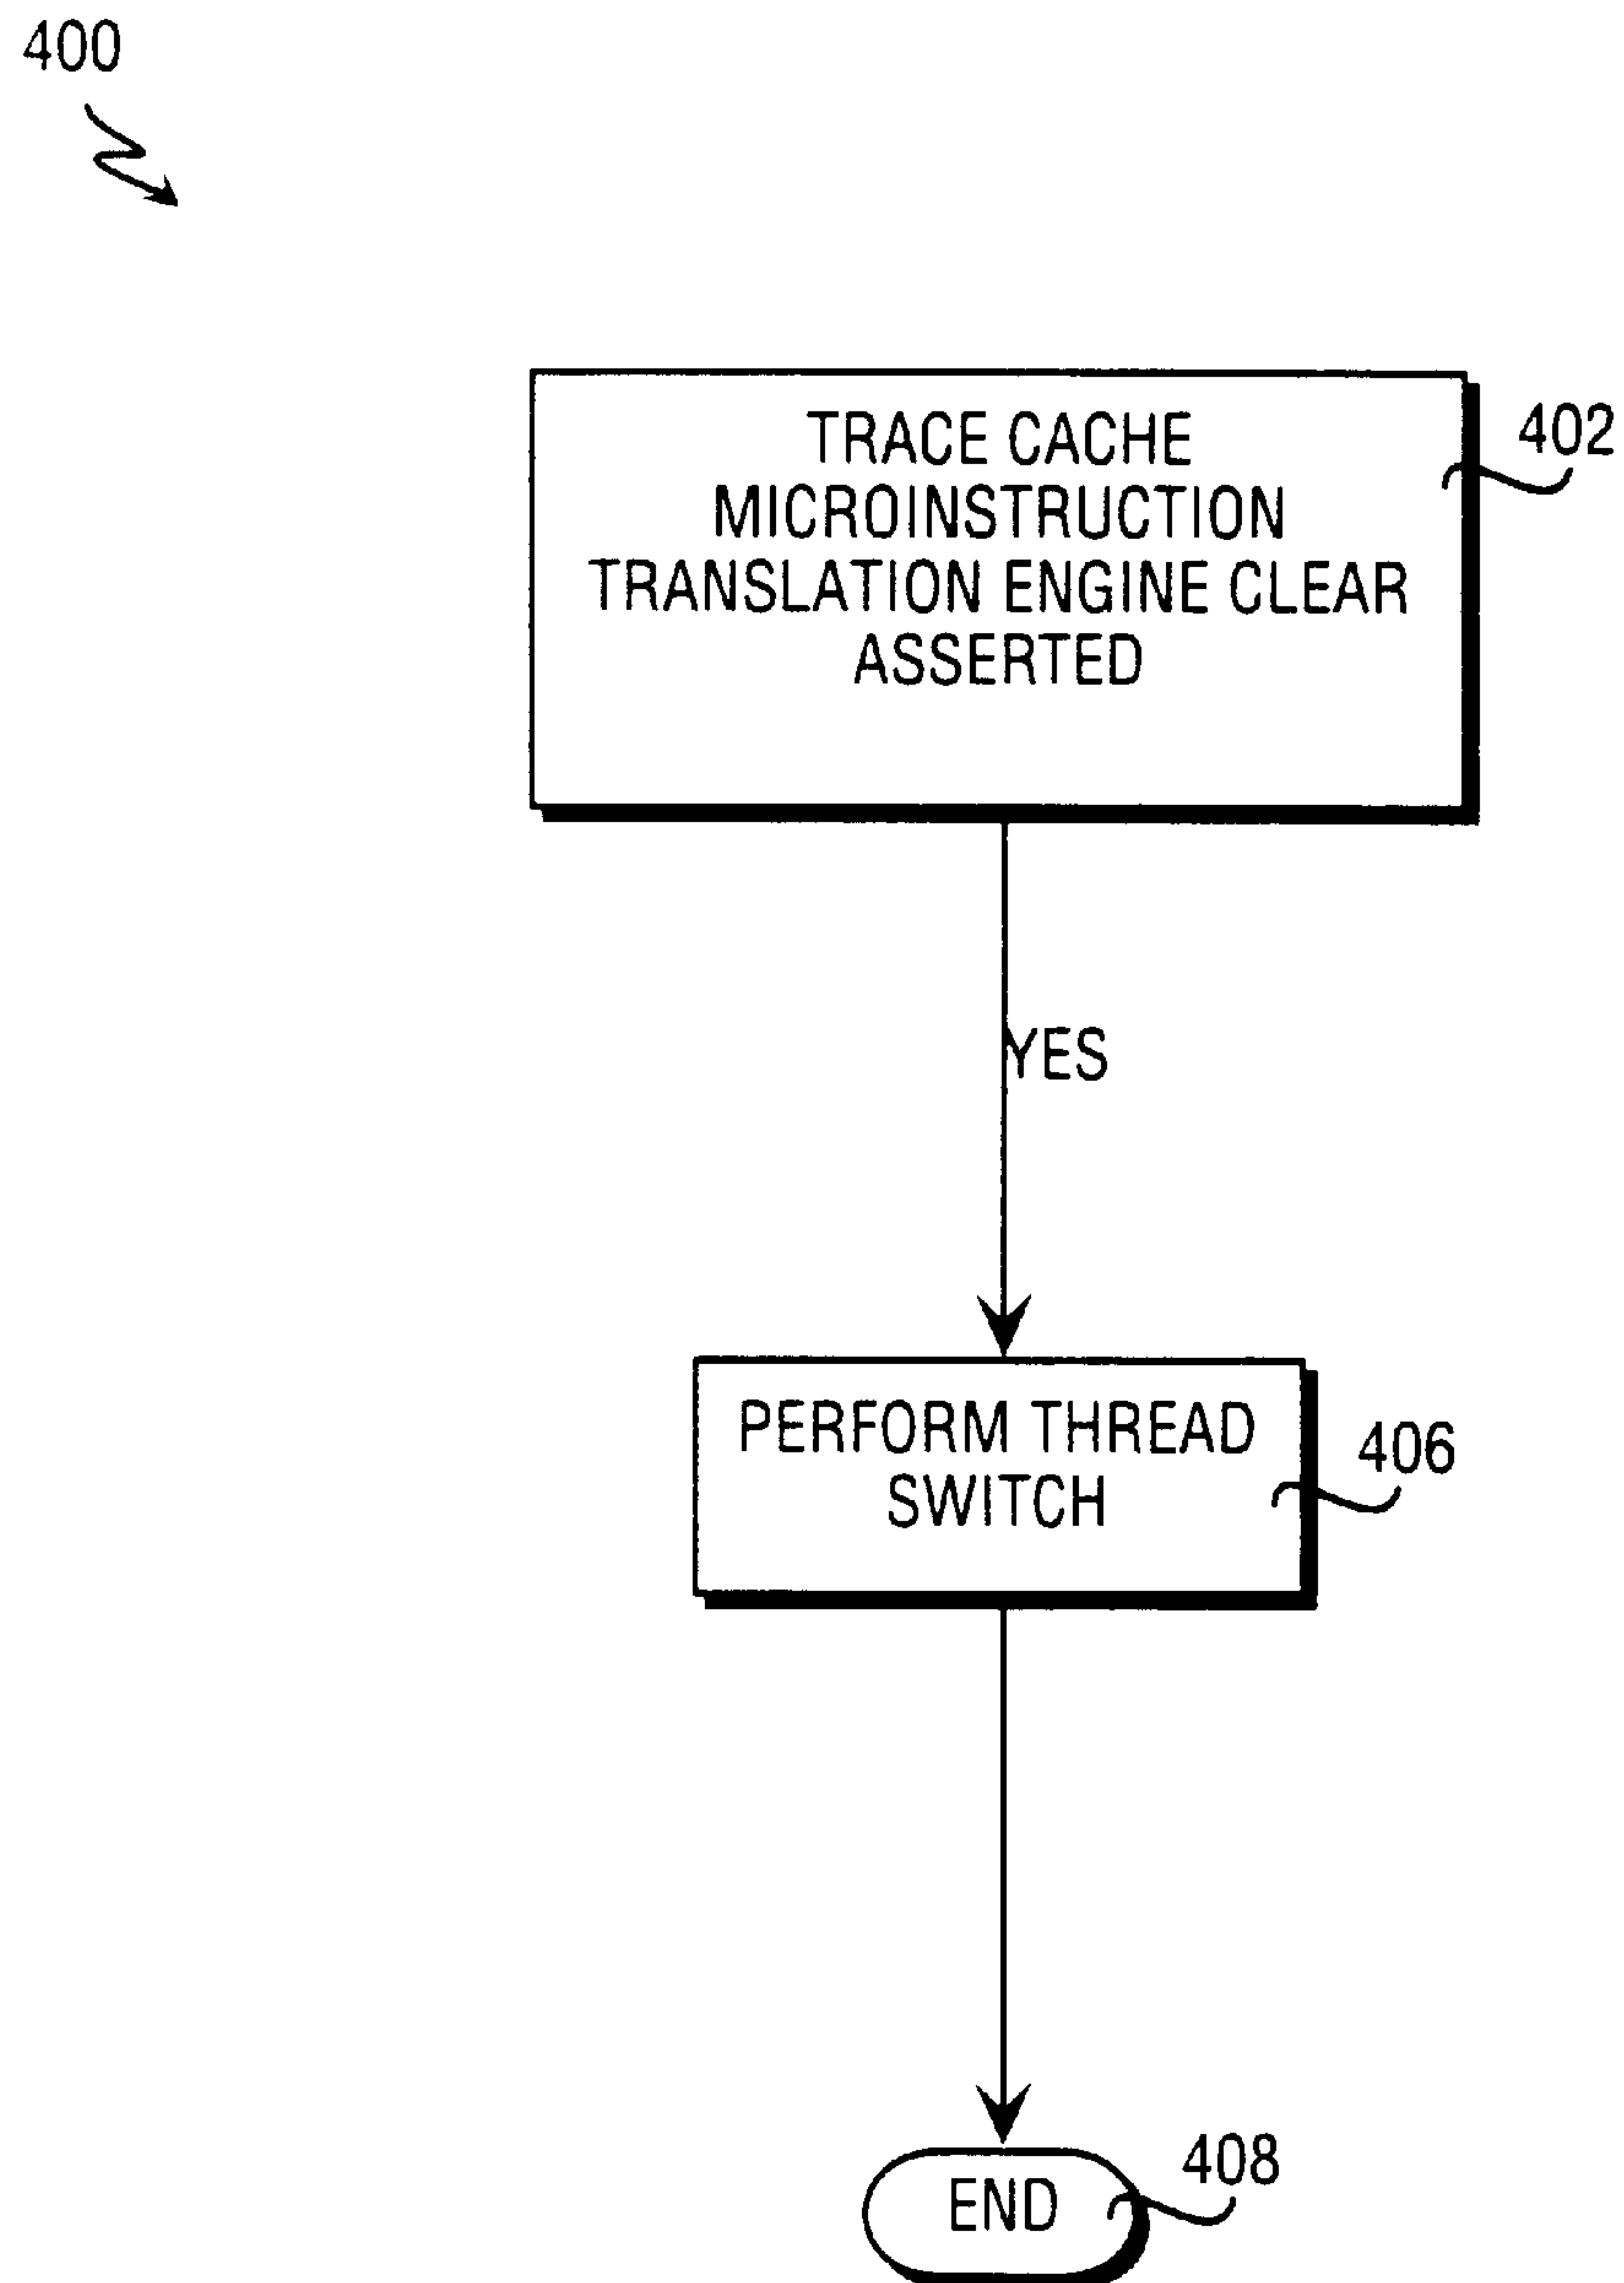 400
TRACE CACHE
MICROINSTRUCTION
TRANSLATION ENGINE CLEAR
ASSERTED
402
YES
PERFORM THREAD
SWITCH
406
END
408